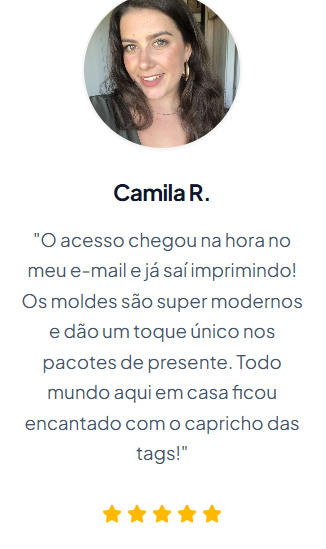 Camila R.
"O acesso chegou na hora no
meu e-mail e já saí imprimindo!
Os moldes são super modernos
e dão um toque único nos
pacotes de presente. Todo
mundo aqui em casa ficou
encantado com o capricho das
tags!"